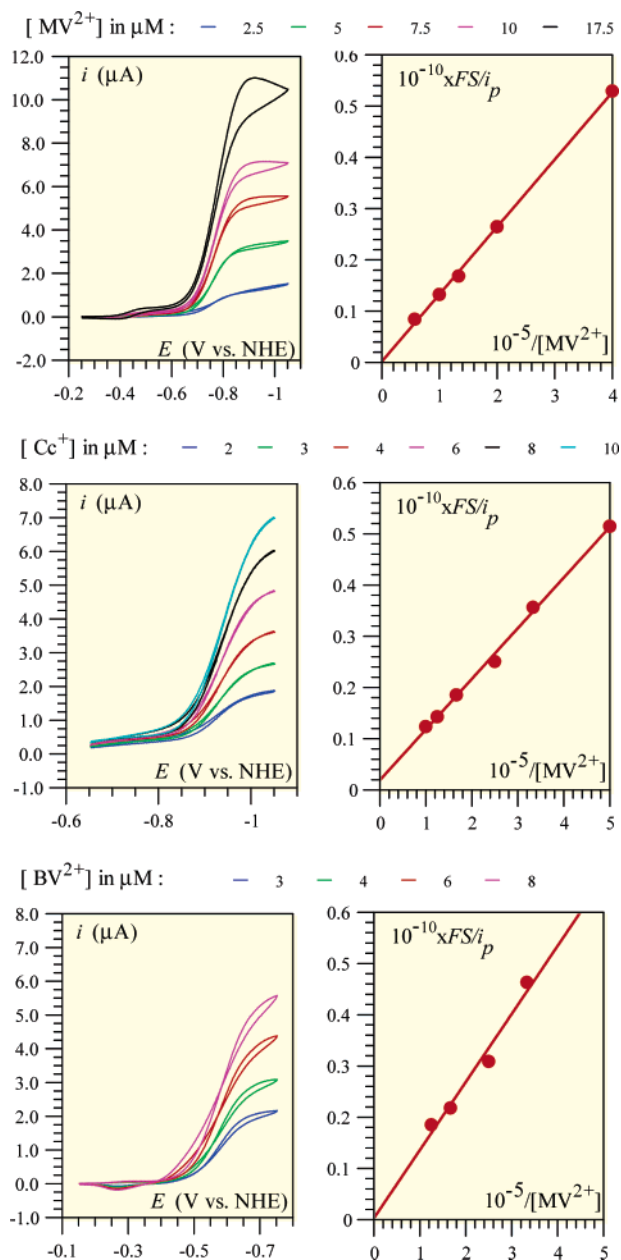 [ MV2+] in μM : 2.5 5 7.5 10 17.5
12.0 i (μA)
10.0
8.0
6.0
4.0
2.0
0.0
-2.0
E (V vs. NHE)
-0.2 -0.4 -0.6 -0.8 -1
0.6 10-10xFS/ip
0.5
0.4
0.3
0.2
0.1
0
10-5/[MV2+]
0 1 2 3 4
[ Cc+] in μM : 2 3 4 6 8 10
8.0 i (μA)
7.0
6.0
5.0
4.0
3.0
2.0
1.0
0.0
-1.0
E (V vs. NHE)
-0.6 -0.8 -1
0.6 10-10xFS/ip
0.5
0.4
0.3
0.2
0.1
0
10-5/[MV2+]
0 1 2 3 4 5
[ BV2+] in μM : 3 4 6 8
8.0 i (μA)
7.0
6.0
5.0
4.0
3.0
2.0
1.0
0.0
-1.0
E (V vs. NHE)
-0.1 -0.3 -0.5 -0.7
0.6 10-10xFS/ip
0.5
0.4
0.3
0.2
0.1
0
10-5/[MV2+]
0 1 2 3 4 5